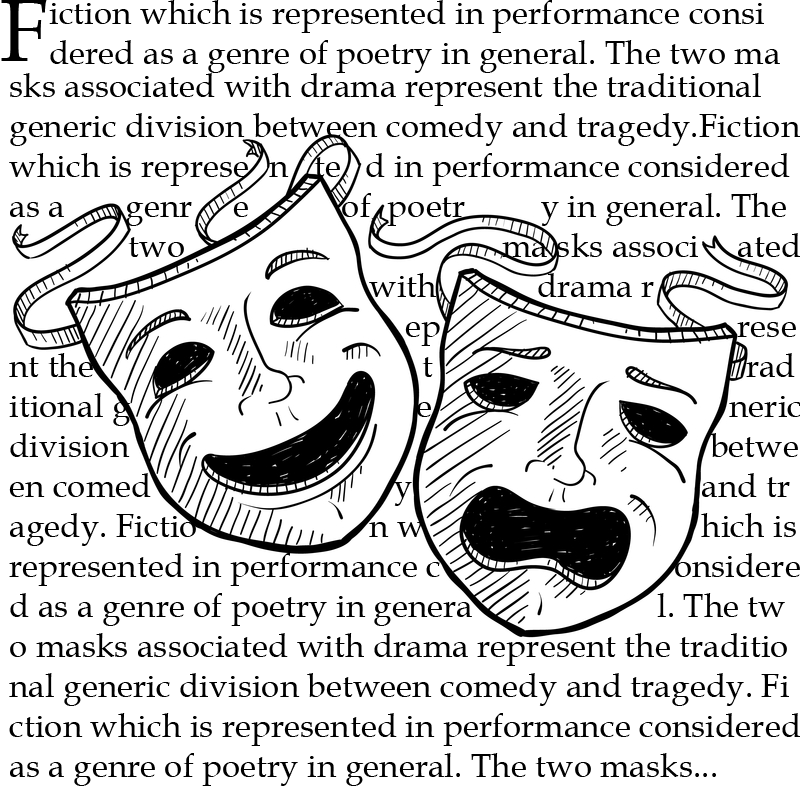 Fiction which is represented in performance consi
dered as a genre of poetry in general. The two ma
sks associated with drama represent the traditional
generic division between comedy and tragedy.Fiction
which is represe n te d in performance considered
as a genr e of poetr y in general. The
two masks associ ated
with drama r
ep rese
nt the t rad
itional g e neric
division betwe
en comed y and tr
agedy. Fictio n w hich is
represented in performance c onsidere
d as a genre of poetry in genera l. The tw
o masks associated with drama represent the traditio
nal generic division between comedy and tragedy. Fi
ction which is represented in performance considered
as a genre of poetry in general. The two masks...